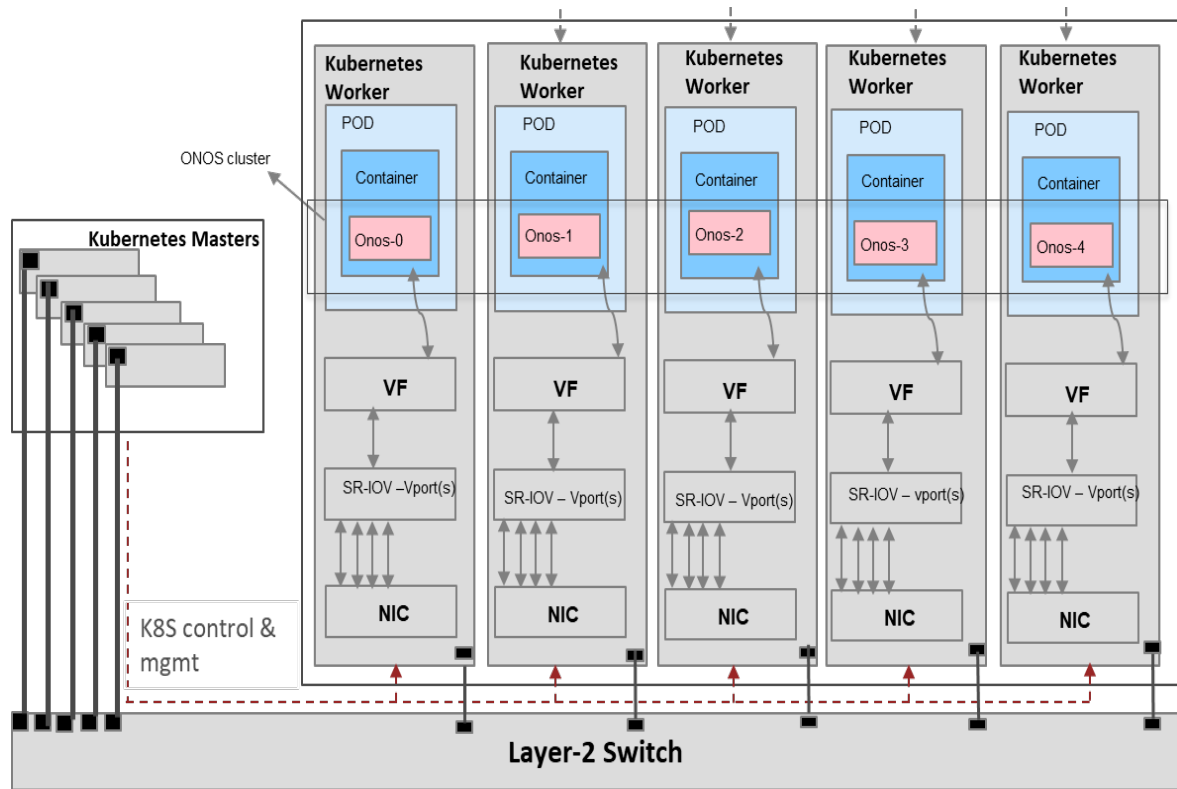 Kubernetes
Worker
POD
Container
Onos-0
VF
SR-IOV –Vport(s)
NIC
Kubernetes
Worker
POD
Container
Onos-1
VF
SR-IOV – Vport(s)
NIC
Kubernetes
Worker
POD
Container
Onos-2
VF
SR-IOV – Vport(s)
NIC
Kubernetes
Worker
POD
Container
Onos-3
VF
SR-IOV – vport(s)
NIC
Kubernetes
Worker
POD
Container
Onos-4
VF
SR-IOV – Vport(s)
NIC
ONOS cluster
Kubernetes Masters
K8S control &
mgmt
Layer-2 Switch